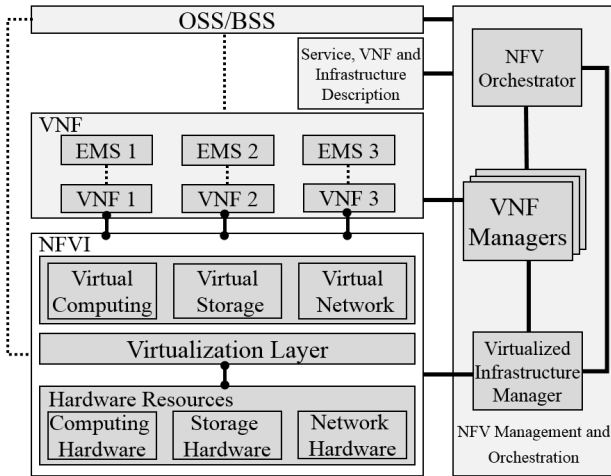 OSS/BSS
Service, VNF and
Infrastructure
Description
NFV
Orchestrator
VNF
EMS 1
EMS 2
EMS 3
VNF 1
VNF 2
VNF 3
VNF
Managers
NFVI
Virtual
Computing
Virtual
Storage
Virtual
Network
Virtualization Layer
Virtualized
Infrastructure
Manager
Hardware Resources
Computing
Hardware
Storage
Hardware
Network
Hardware
NFV Management and
Orchestration